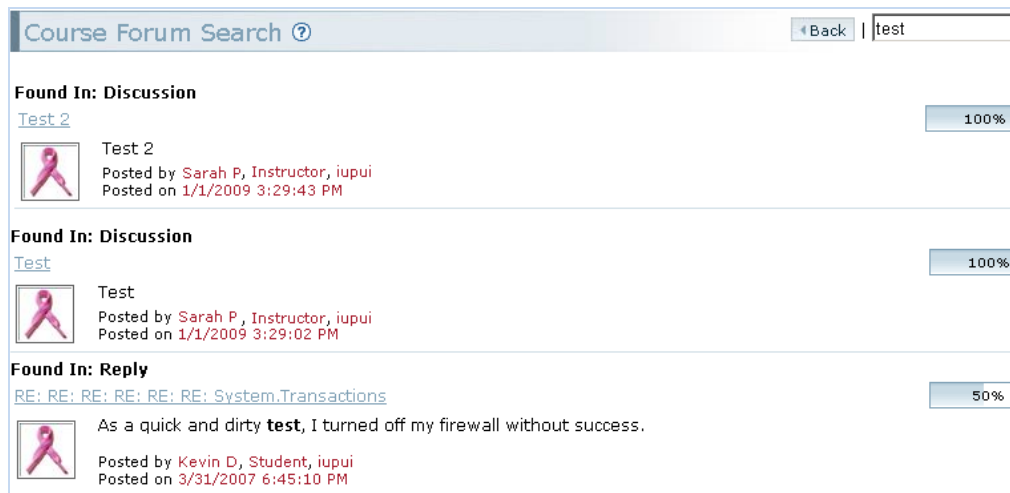 Course Forum Search ?
Back | test
Found In: Discussion
Test 2
100%
Test 2
Posted by Sarah P, Instructor, iupui
Posted on 1/1/2009 3:29:43 PM
Found In: Discussion
Test
100%
Test
Posted by Sarah P, Instructor, iupui
Posted on 1/1/2009 3:29:02 PM
Found In: Reply
RE: RE: RE: RE: RE: RE: System.Transactions
50%
As a quick and dirty test, I turned off my firewall without success.
Posted by Kevin D, Student, iupui
Posted on 3/31/2007 6:45:10 PM